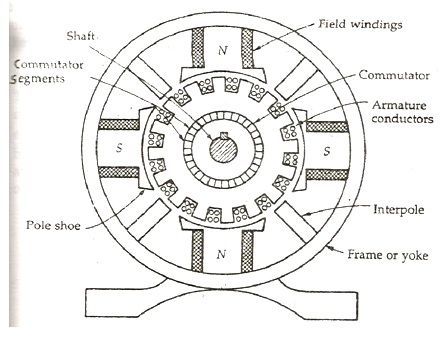 Field windings
Shaft
N
Commutator
Segments
Commutator
Armature
conductors
S
S
Interpole
Pole shoe
N
Frame or yoke